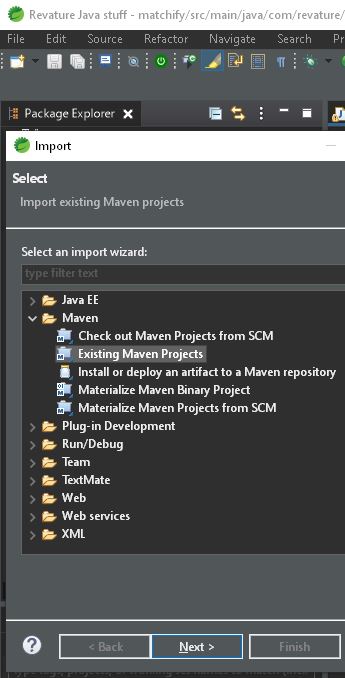 Revature Java stuff - matchify/src/main/java/com/revature/
File Edit Source Refactor Navigate Search Pro
Package Explorer
Import
Select
Import existing Maven projects
Select an import wizard:
type filter text
Java EE
Maven
Check out Maven Projects from SCM
Existing Maven Projects
Install or deploy an artifact to a Maven repository
Materialize Maven Binary Project
Materialize Maven Projects from SCM
Plug-in Development
Run/Debug
Team
TextMate
Web
Web services
XML
? < Back Next > Finish